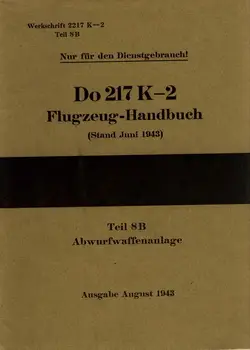 Werkschrift 2217 K—2
Teil 8B
Nur für den Dienstgebrauch!
Do 217 K–2
Flugzeug-Handbuch
(Stand Juni 1943)
Teil 8B
Abwurfwaffenanlage
Ausgabe August 1943